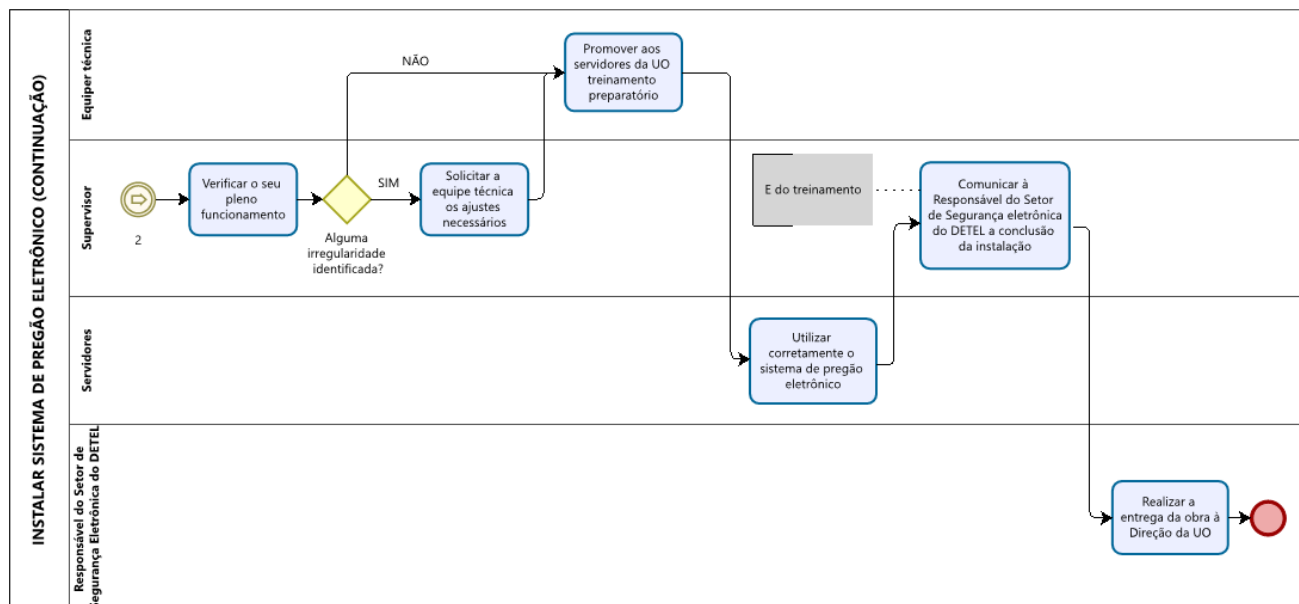 INSTALAR SISTEMA DE PREGÃO ELETRÔNICO (CONTINUAÇÃO)
Equiper técnica
NÃO
Promover aos
servidores da UO
treinamento
preparatório
Supervisor
2
Verificar o seu
pleno
funcionamento
Alguma
irregularidade
identificada?
SIM
Solicitar a
equipe técnica
os ajustes
necessários
E do treinamento
Comunicar à
Responsável do Setor
de Segurança eletrônica
do DETEL a conclusão
da instalação
Servidores
Utilizar
corretamente o
sistema de pregão
eletrônico
Responsável do Setor de
Segurança Eletrônica do DETEL
Realizar a
entrega da obra à
Direção da UO